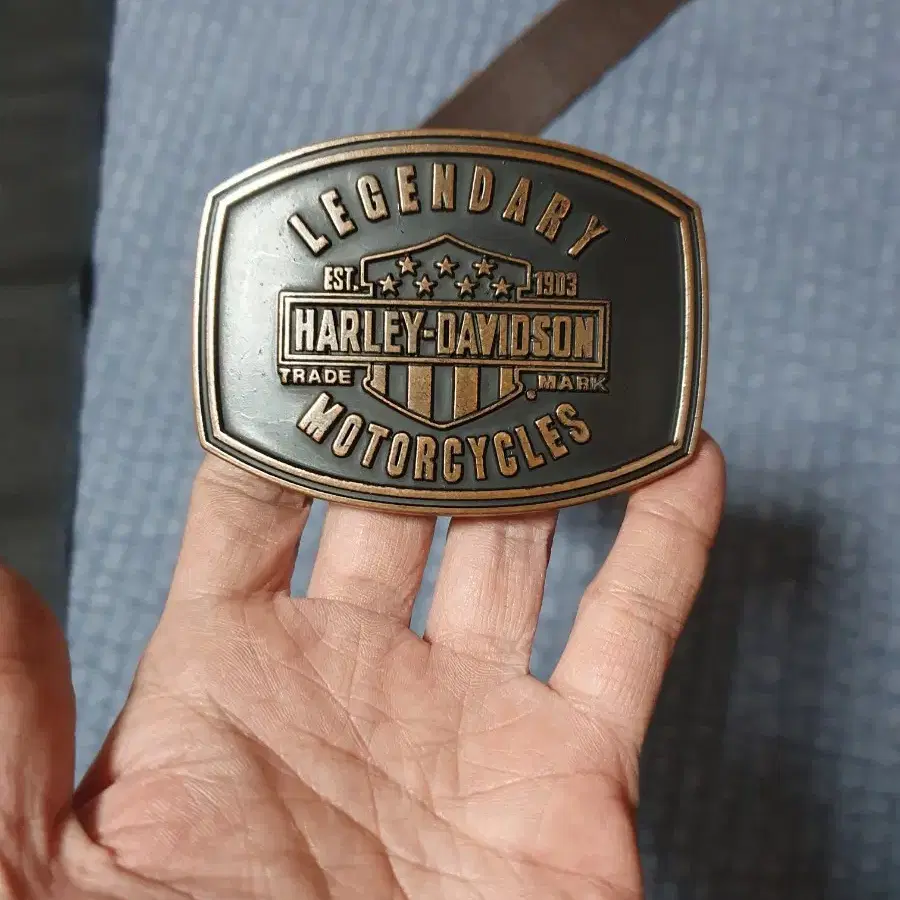 LEGENDARY
EST. 1903
HARLEY-DAVIDSON
TRADE MARK
MOTORCYCLES